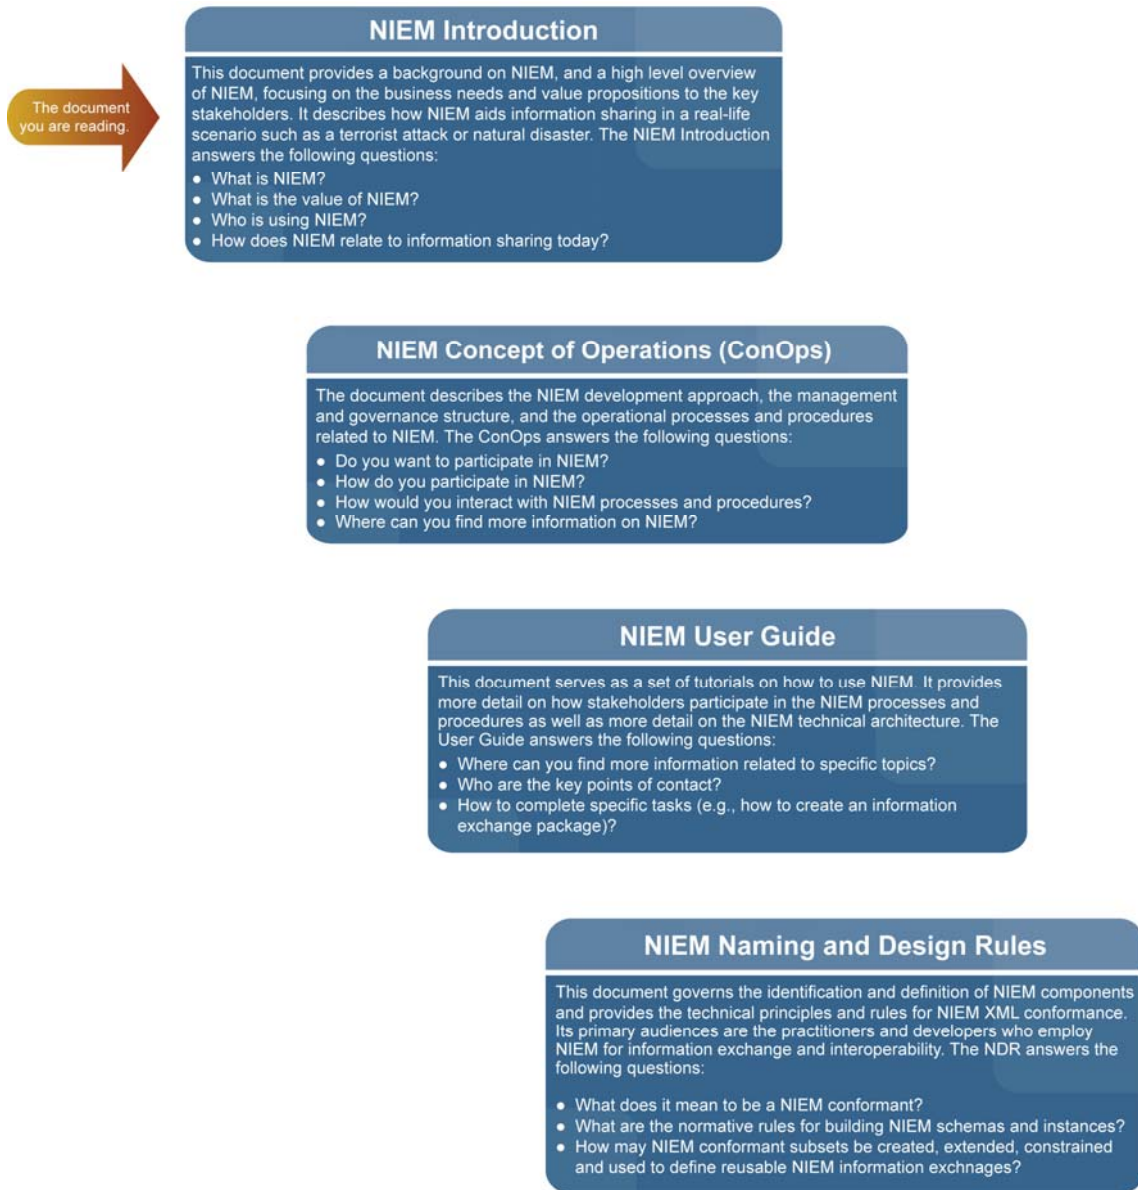 NIEM Introduction
The document
you are reading.
This document provides a background on NIEM, and a high level overview
of NIEM, focusing on the business needs and value propositions to the key
stakeholders. It describes how NIEM aids information sharing in a real-life
scenario such as a terrorist attack or natural disaster. The NIEM Introduction
answers the following questions:
● What is NIEM?
● What is the value of NIEM?
● Who is using NIEM?
● How does NIEM relate to information sharing today?
NIEM Concept of Operations (ConOps)
The document describes the NIEM development approach, the management
and governance structure, and the operational processes and procedures
related to NIEM. The ConOps answers the following questions:
● Do you want to participate in NIEM?
● How do you participate in NIEM?
● How would you interact with NIEM processes and procedures?
● Where can you find more information on NIEM?
NIEM User Guide
This document serves as a set of tutorials on how to use NIEM. It provides
more detail on how stakeholders participate in the NIEM processes and
procedures as well as more detail on the NIEM technical architecture. The
User Guide answers the following questions:
● Where can you find more information related to specific topics?
● Who are the key points of contact?
● How to complete specific tasks (e.g., how to create an information
exchange package)?
NIEM Naming and Design Rules
This document governs the identification and definition of NIEM components
and provides the technical principles and rules for NIEM XML conformance.
Its primary audiences are the practitioners and developers who employ
NIEM for information exchange and interoperability. The NDR answers the
following questions:
● What does it mean to be a NIEM conformant?
● What are the normative rules for building NIEM schemas and instances?
● How may NIEM conformant subsets be created, extended, constrained
and used to define reusable NIEM information exchnages?